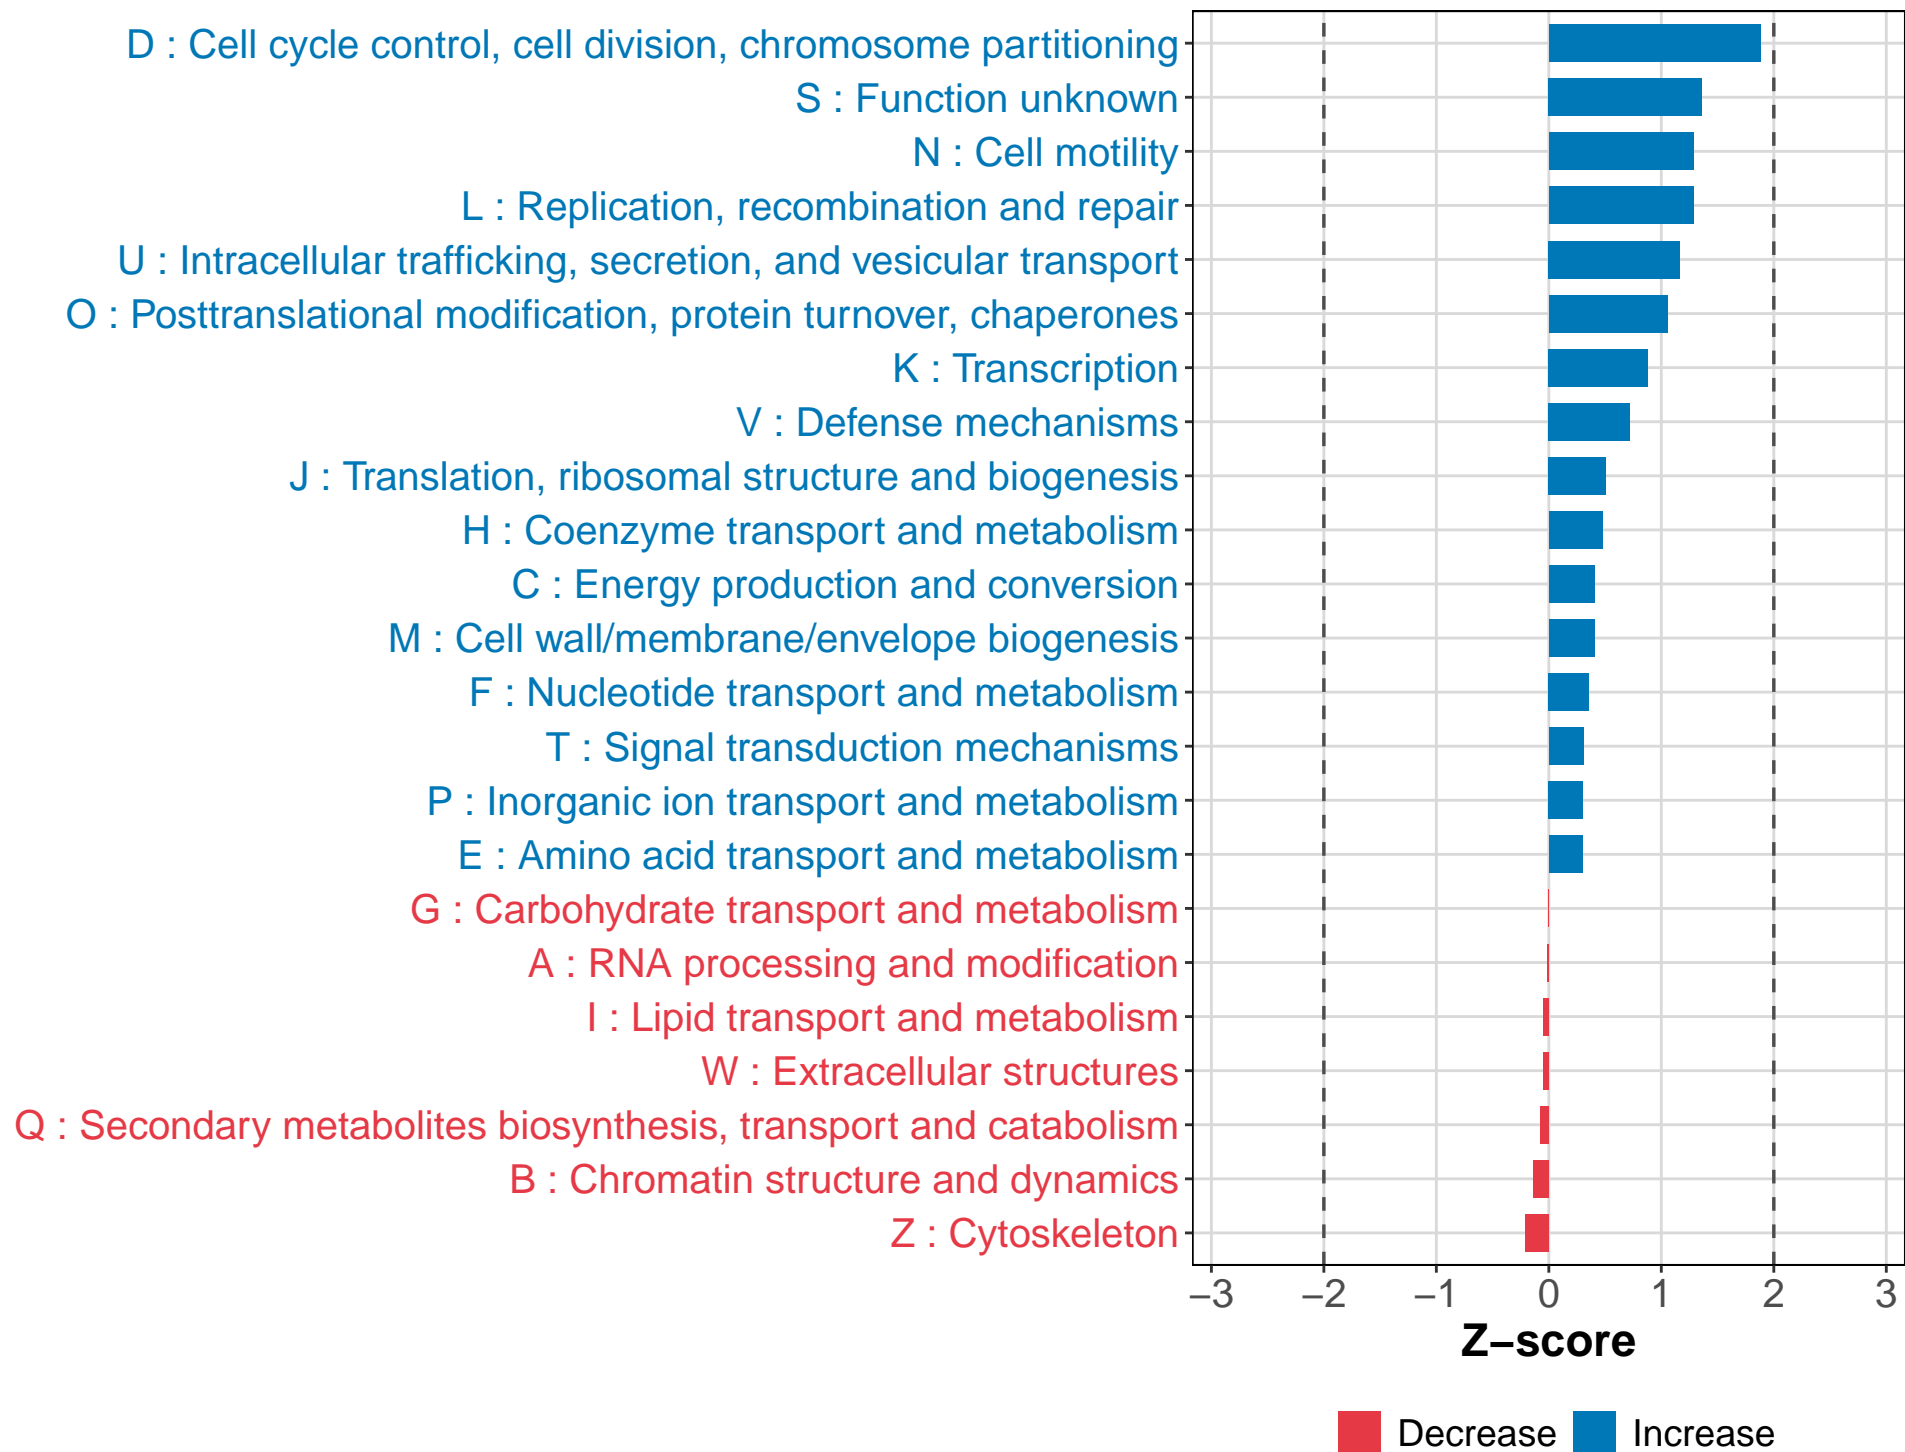 D : Cell cycle control, cell division, chromosome partitioning
S : Function unknown
N : Cell motility
L : Replication, recombination and repair
U : Intracellular trafficking, secretion, and vesicular transport
O : Posttranslational modification, protein turnover, chaperones
K : Transcription
V : Defense mechanisms
J : Translation, ribosomal structure and biogenesis
H : Coenzyme transport and metabolism
C : Energy production and conversion
M : Cell wall/membrane/envelope biogenesis
F : Nucleotide transport and metabolism
T : Signal transduction mechanisms
P : Inorganic ion transport and metabolism
E : Amino acid transport and metabolism
G : Carbohydrate transport and metabolism
A : RNA processing and modification
I : Lipid transport and metabolism
W : Extracellular structures
Q : Secondary metabolites biosynthesis, transport and catabolism
B : Chromatin structure and dynamics
Z : Cytoskeleton
−3 −2 −1 0 1 2 3
Z−score
Decrease Increase